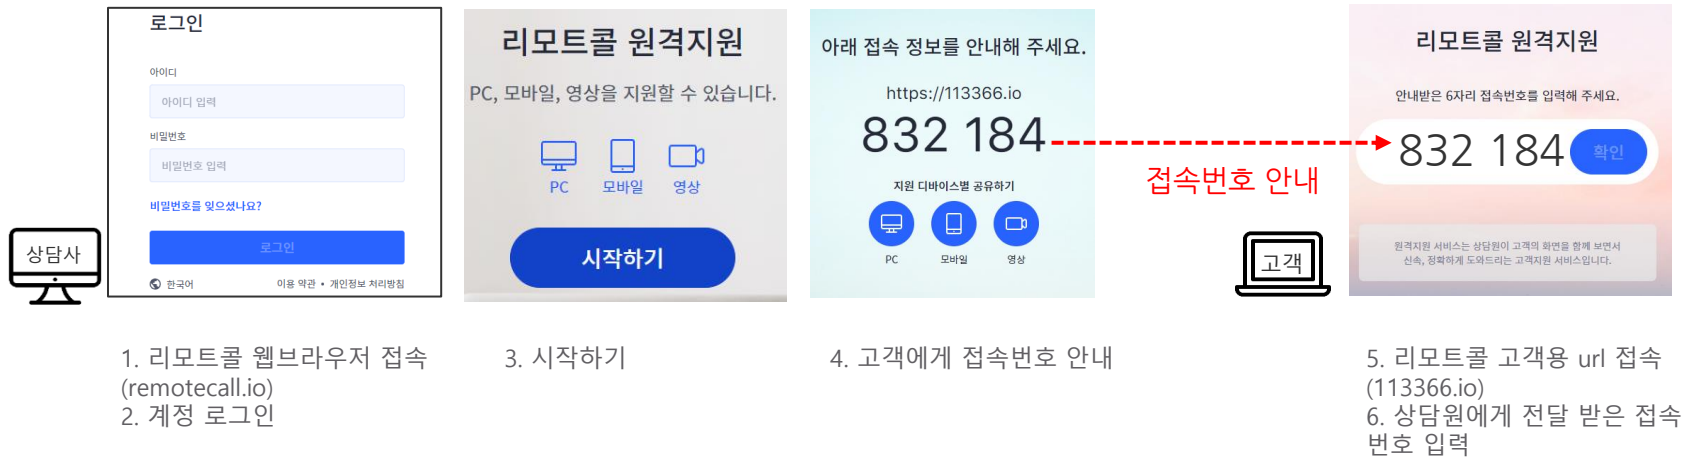 로그인
아이디
아이디 입력
비밀번호
비밀번호 입력
비밀번호를 잊으셨나요?
로그인
한국어
이용 약관 • 개인정보 처리방침
상담사
리모트콜 원격지원
PC, 모바일, 영상을 지원할 수 있습니다.
PC 모바일 영상
시작하기
아래 접속 정보를 안내해 주세요.
https://113366.io
832 184
지원 디바이스별 공유하기
PC 모바일 영상
접속번호 안내
고객
리모트콜 원격지원
안내받은 6자리 접속번호를 입력해 주세요.
832 184 확인
원격지원 서비스는 상담원이 고객의 화면을 함께 보면서
신속, 정확하게 도와드리는 고객지원 서비스입니다.
1. 리모트콜 웹브라우저 접속
(remotecall.io)
2. 계정 로그인
3. 시작하기
4. 고객에게 접속번호 안내
5. 리모트콜 고객용 url 접속
(113366.io)
6. 상담원에게 전달 받은 접속
번호 입력